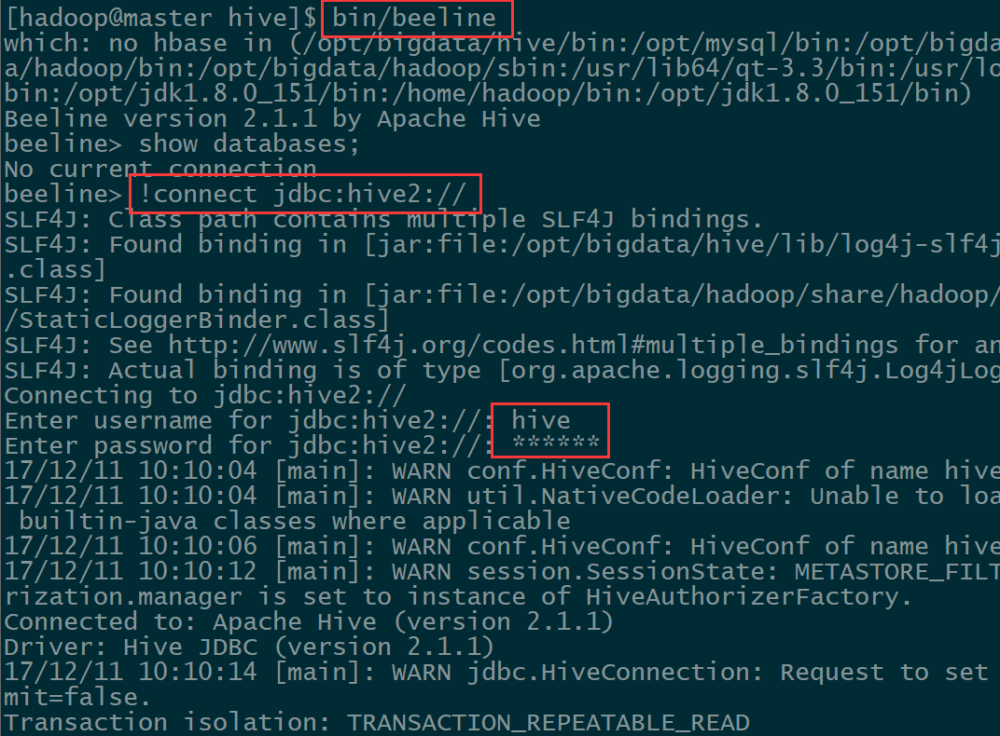 [hadoop@master hive]$ bin/beeline
which: no hbase in (/opt/bigdata/hive/bin:/opt/mysql/bin:/opt/bigda
a/hadoop/bin:/opt/bigdata/hadoop/sbin:/usr/lib64/qt-3.3/bin:/usr/lo
bin:/opt/jdk1.8.0_151/bin:/home/hadoop/bin:/opt/jdk1.8.0_151/bin)
Beeline version 2.1.1 by Apache Hive
beeline> show databases;
No current connection
beeline> !connect jdbc:hive2://
SLF4J: Class path contains multiple SLF4J bindings.
SLF4J: Found binding in [jar:file:/opt/bigdata/hive/lib/log4j-slf4j
.class]
SLF4J: Found binding in [jar:file:/opt/bigdata/hadoop/share/hadoop/
/StaticLoggerBinder.class]
SLF4J: See http://www.slf4j.org/codes.html#multiple_bindings for an
SLF4J: Actual binding is of type [org.apache.logging.slf4j.Log4jLog
Connecting to jdbc:hive2://
Enter username for jdbc:hive2://: hive
Enter password for jdbc:hive2://: ******
17/12/11 10:10:04 [main]: WARN conf.HiveConf: HiveConf of name hive
17/12/11 10:10:04 [main]: WARN util.NativeCodeLoader: Unable to loa
 builtin-java classes where applicable
17/12/11 10:10:06 [main]: WARN conf.HiveConf: HiveConf of name hive
17/12/11 10:10:12 [main]: WARN session.SessionState: METASTORE_FILT
rization.manager is set to instance of HiveAuthorizerFactory.
Connected to: Apache Hive (version 2.1.1)
Driver: Hive JDBC (version 2.1.1)
17/12/11 10:10:14 [main]: WARN jdbc.HiveConnection: Request to set
mit=false.
Transaction isolation: TRANSACTION_REPEATABLE_READ